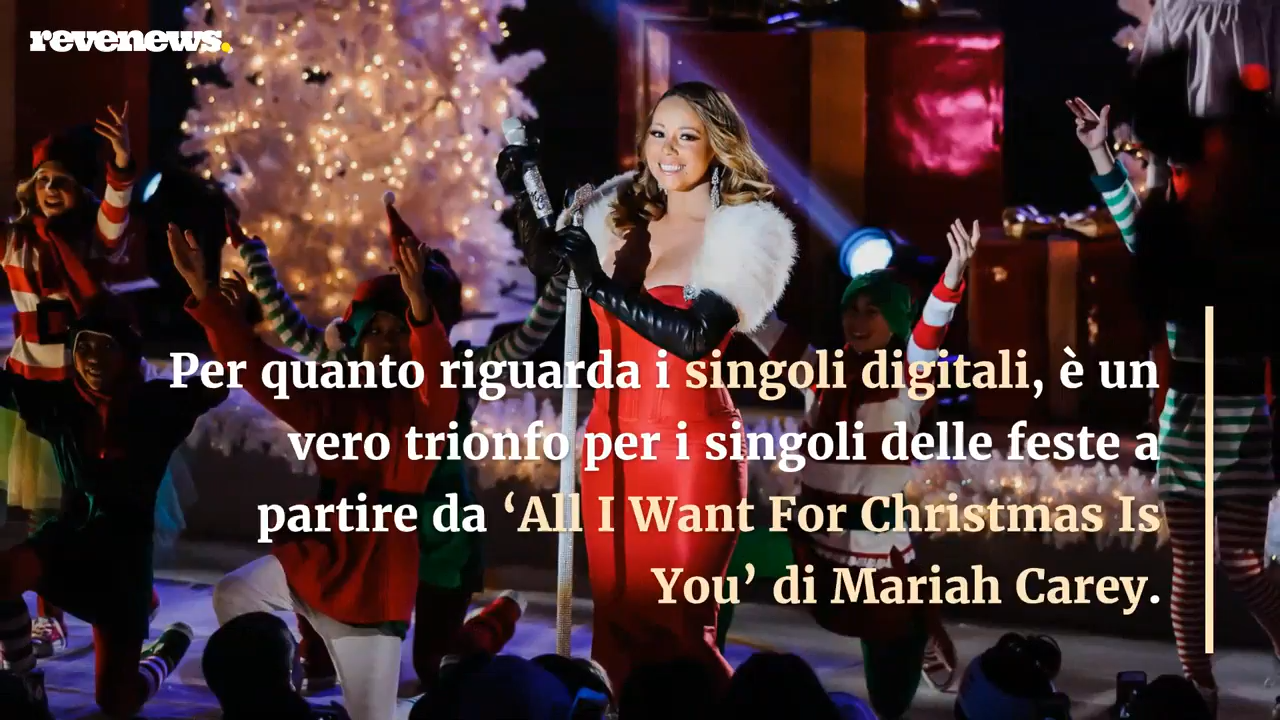 revenews.
Per quanto riguarda i singoli digitali, è un
vero trionfo per i singoli delle feste a
partire da ‘All I Want For Christmas Is
You’ di Mariah Carey.